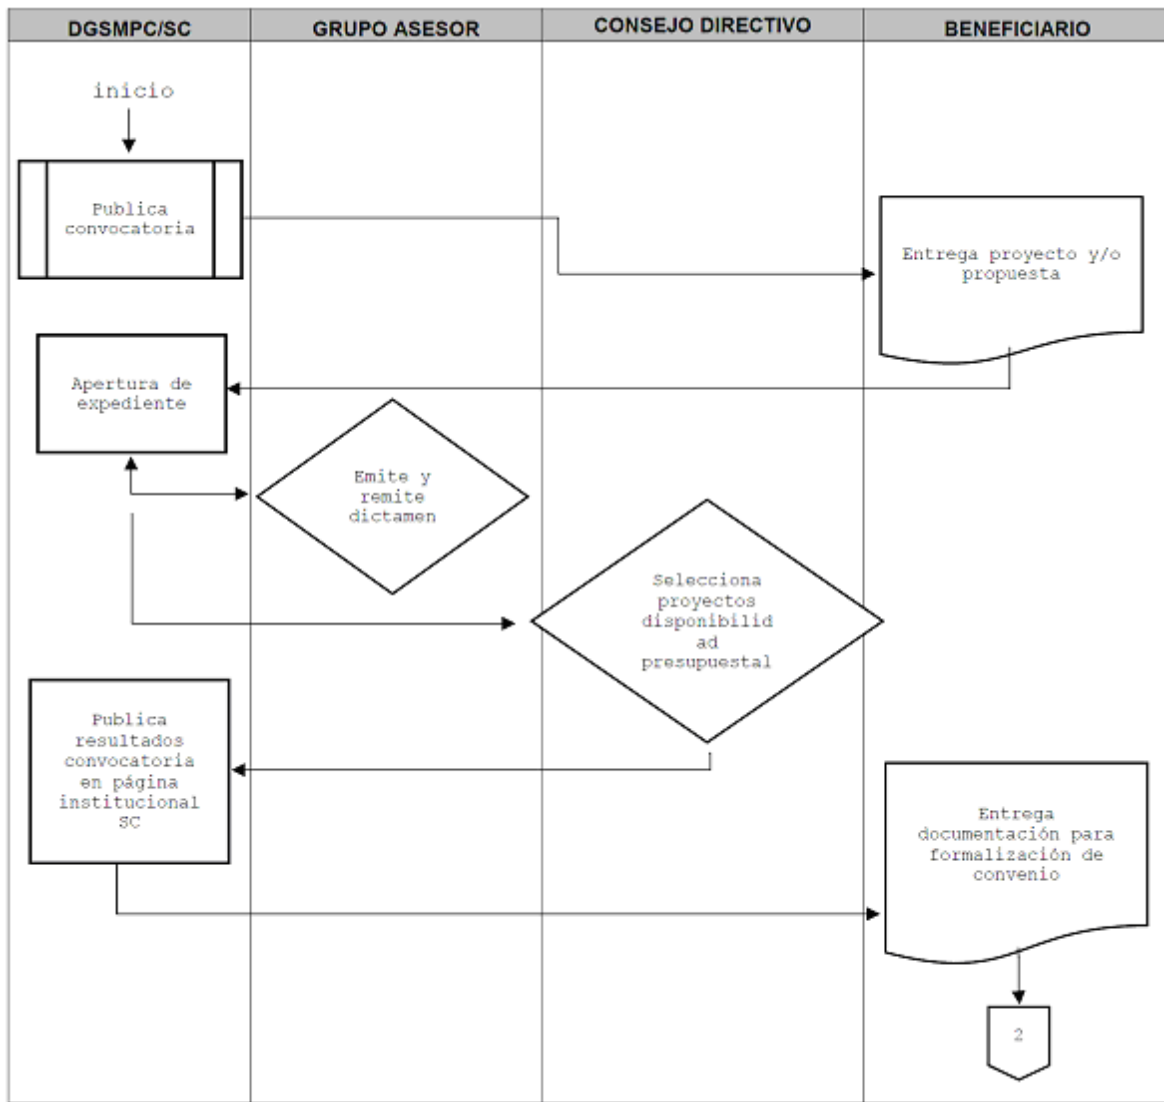 DGSMPC/SC
GRUPO ASESOR
CONSEJO DIRECTIVO
BENEFICIARIO
inicio
Publica
convocatoria
Entrega proyecto y/o
propuesta
Apertura de
expediente
Emite y
remite
dictamen
Selecciona
proyectos
disponibilid
ad
presupuestal
Publica
resultados
convocatoria
en página
institucional
SC
Entrega
documentación para
formalización de
convenio
2